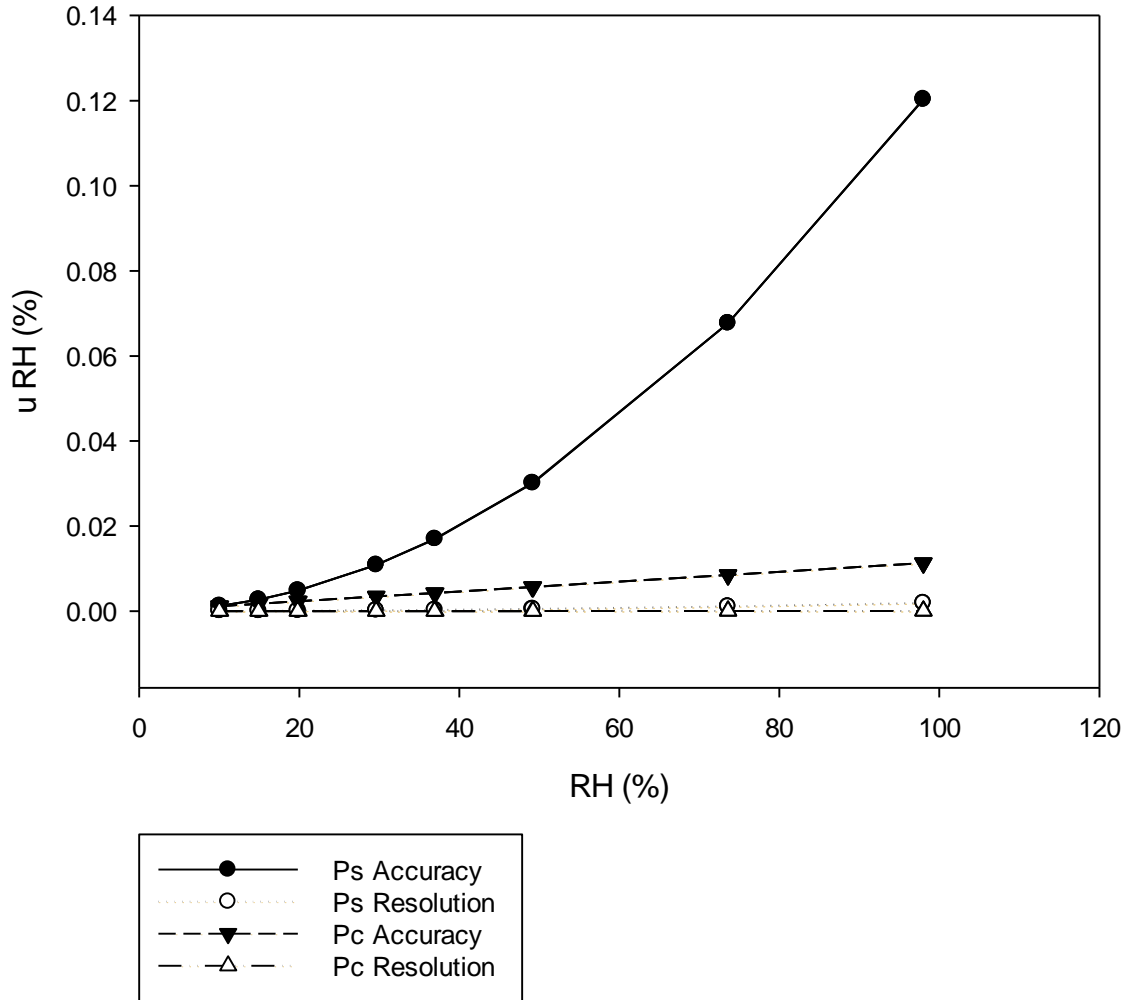 0.14
0.12
0.10
0.08
0.06
0.04
0.02
0.00
u RH (%)
0 20 40 60 80 100 120
RH (%)
Ps Accuracy
Ps Resolution
Pc Accuracy
Pc Resolution